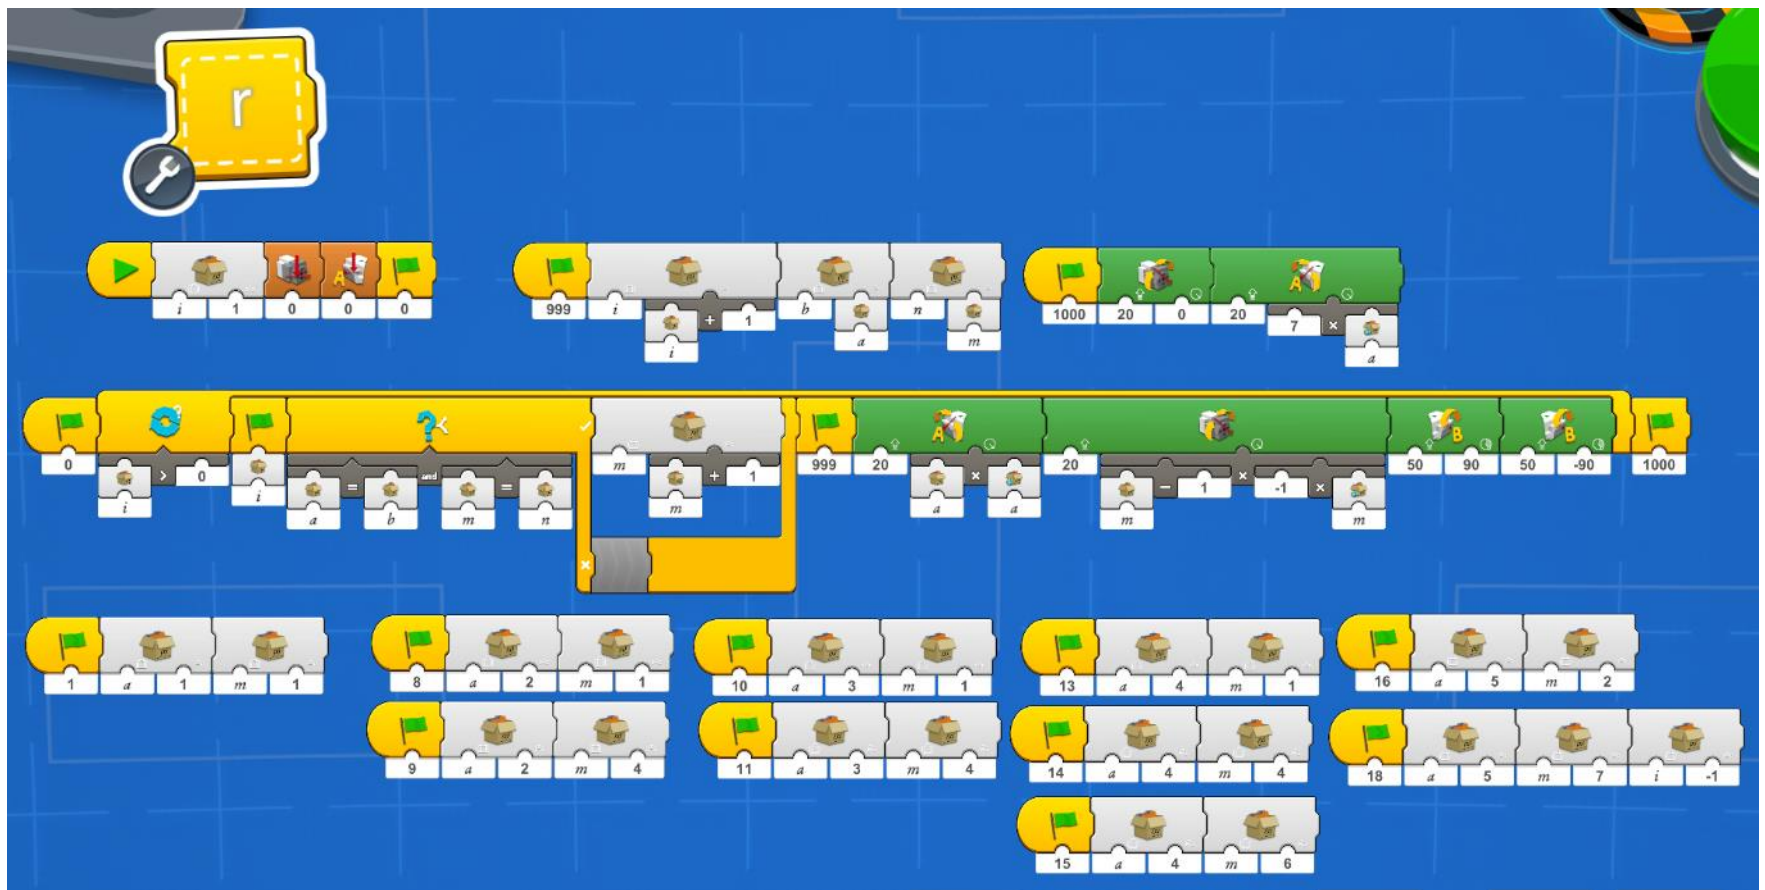 r
A A
i 1 0 0 0 999 i + 1 b n 1000 20 0 20 7 ×
i a m a
A B B
0 > 0 i = and = m + 1 999 20 × 20 − 1 × -1 × 50 90 50 -90 1000
i a b m n m a a m m
1 a 1 m 1 8 a 2 m 1 10 a 3 m 1 13 a 4 m 1 16 a 5 m 2
9 a 2 m 4 11 a 3 m 4 14 a 4 m 4 18 a 5 m 7 i -1
15 a 4 m 6